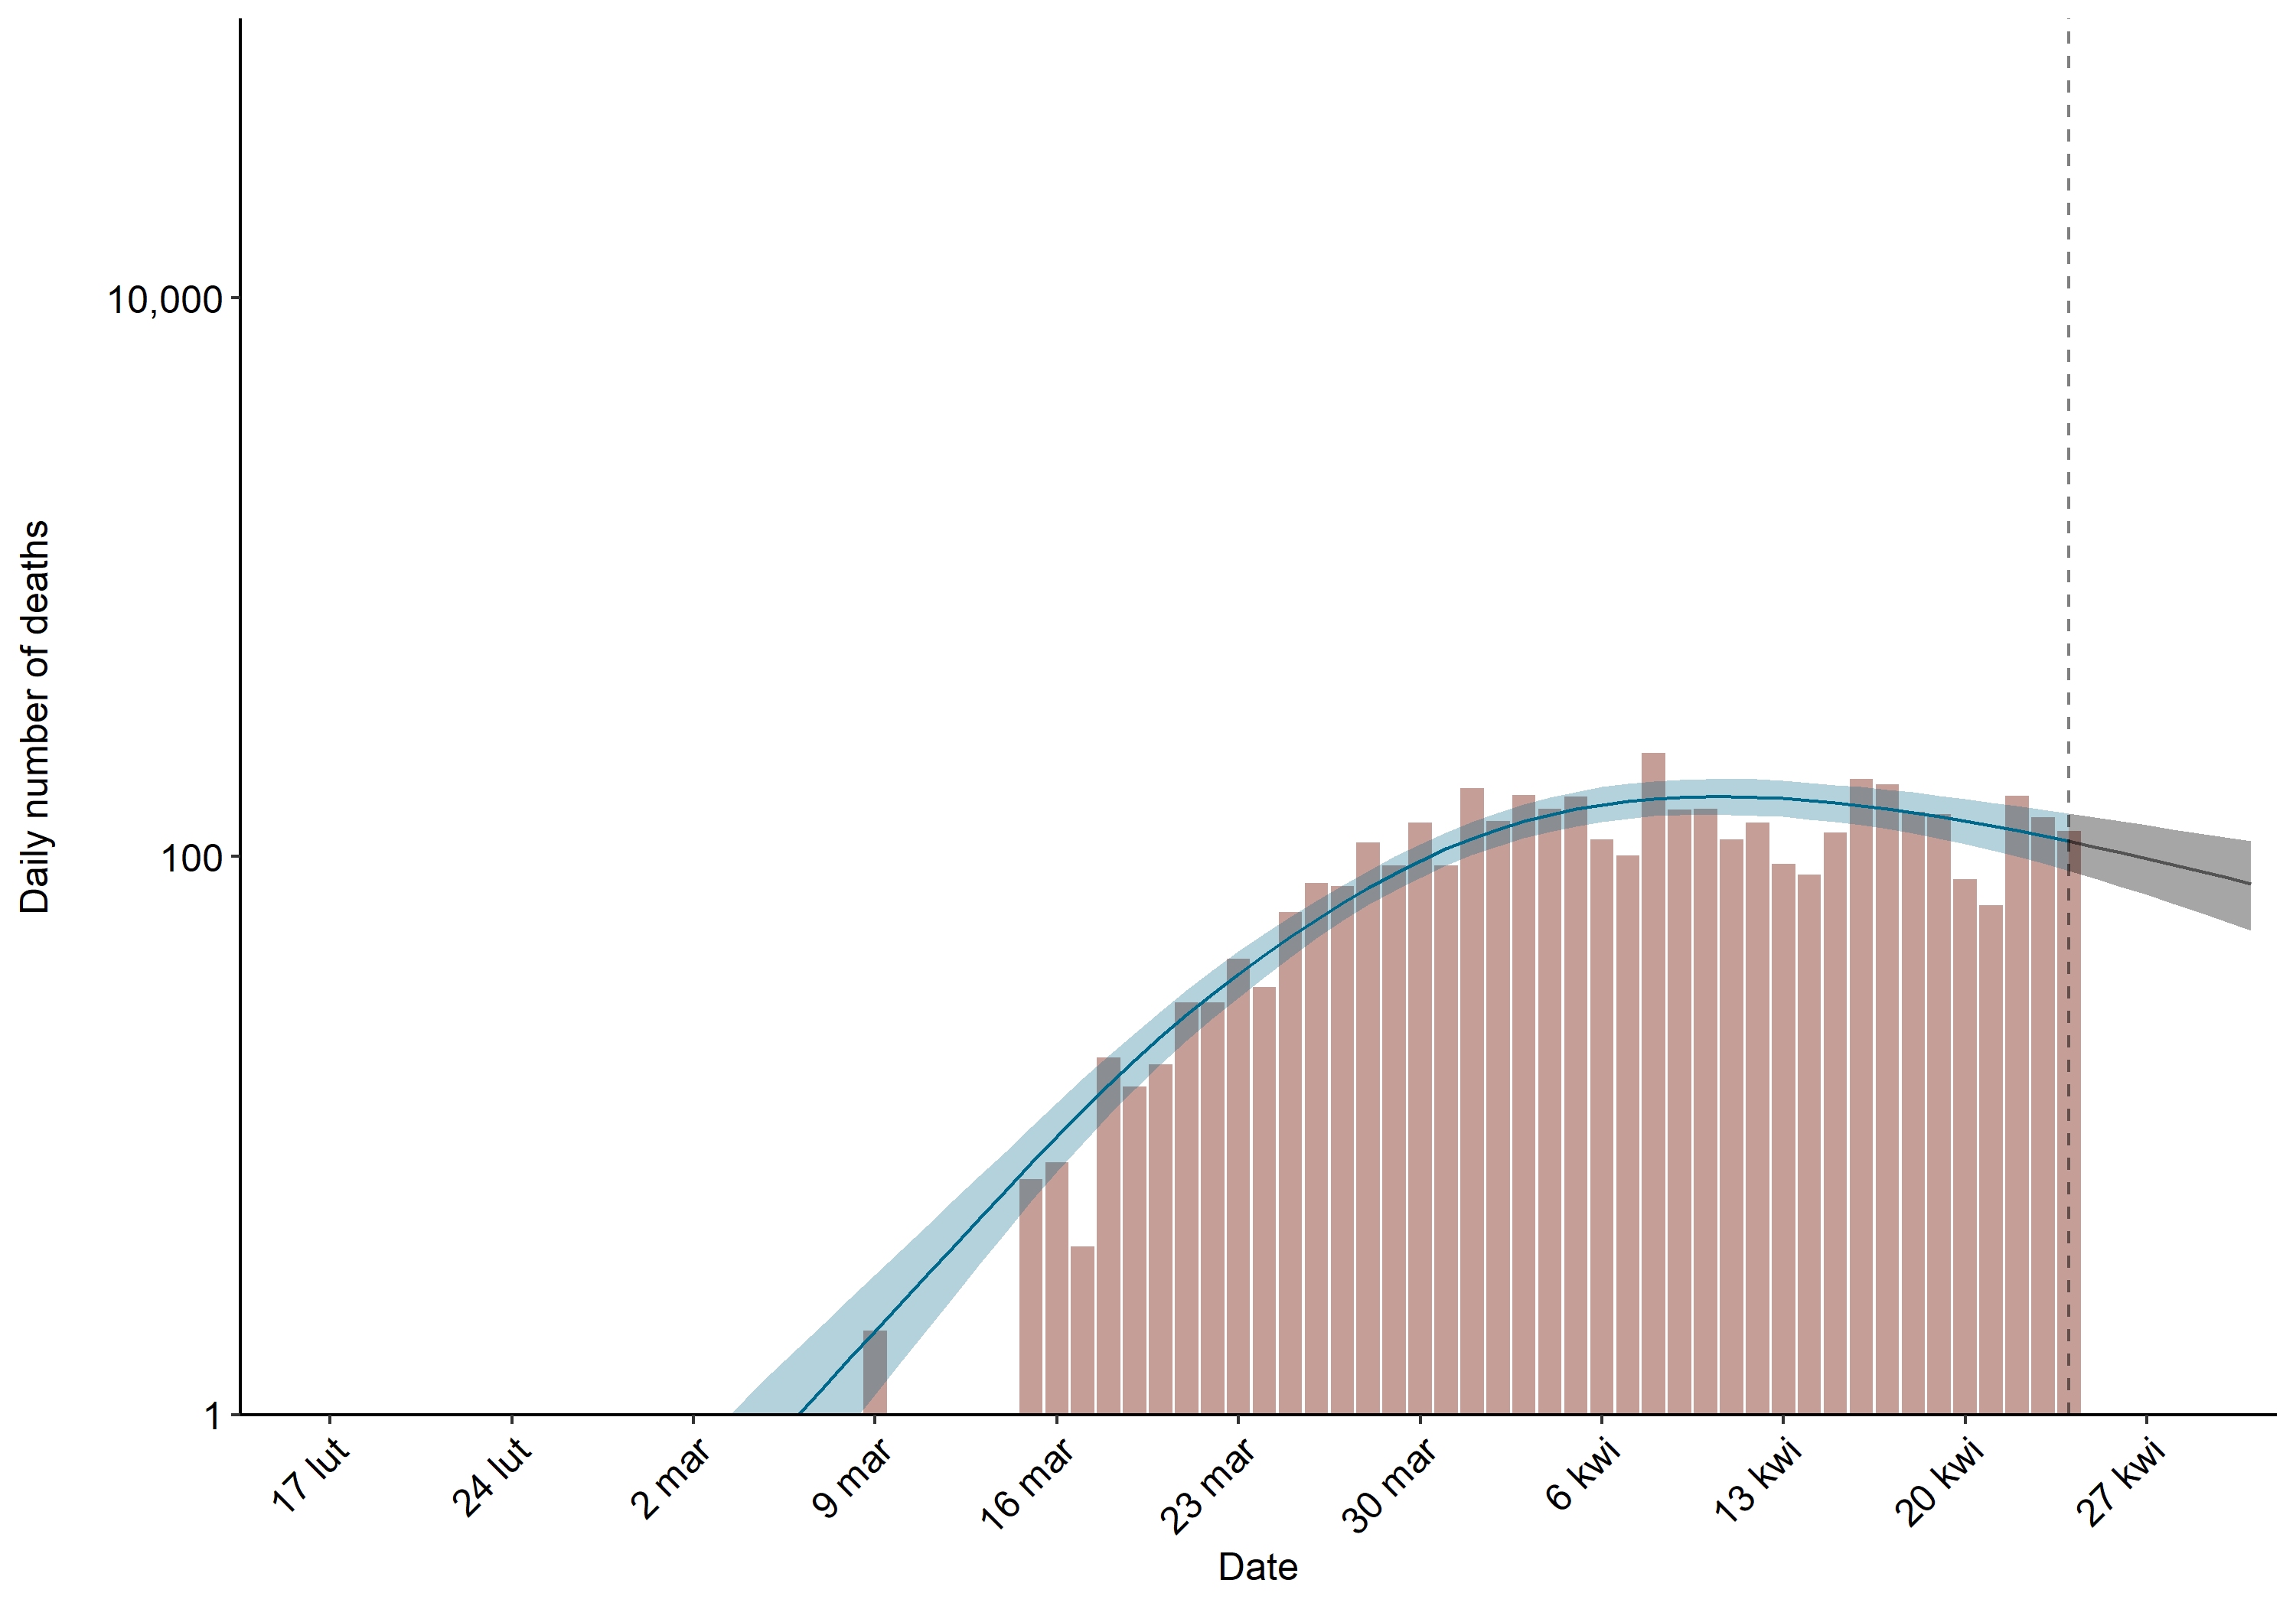 Daily number of deaths
10,000
100
1
17 lut
24 lut
2 mar
9 mar
16 mar
23 mar
30 mar
6 kwi
13 kwi
20 kwi
27 kwi
Date